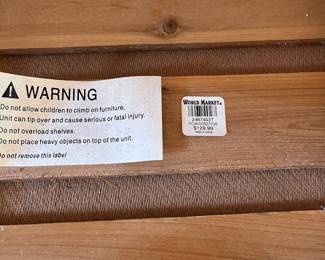 WARNING
Do not allow children to climb on furniture.
Unit can tip over and cause serious or fatal injury.
Do not overload shelves.
Do not place heavy objects on top of the unit.
Do not remove this label
WORLD MARKET®
$129.99